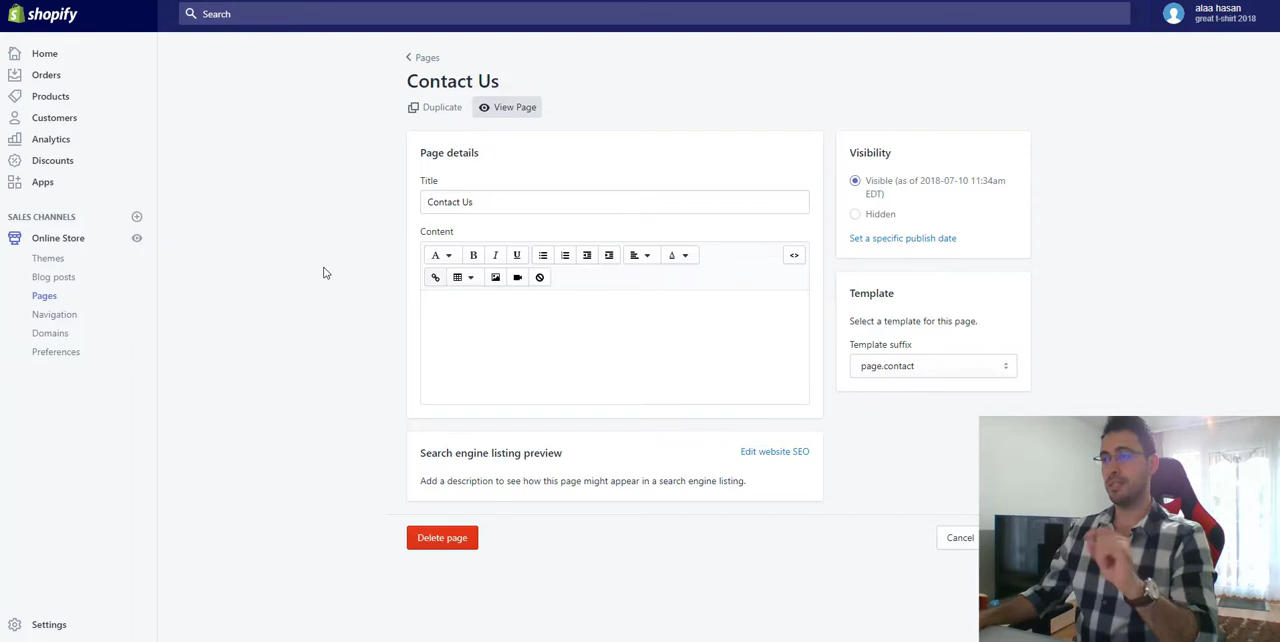 shopify
Search
alaa hasan
great t-shirt 2018
Home
Orders
Products
Customers
Analytics
Discounts
Apps
SALES CHANNELS
Online Store
Themes
Blog posts
Pages
Navigation
Domains
Preferences
Settings
Pages
Contact Us
Duplicate
View Page
Page details
Title
Contact Us
Content
A B I U A <>
Search engine listing preview
Edit website SEO
Add a description to see how this page might appear in a search engine listing.
Delete page
Cancel
Visibility
Visible (as of 2018-07-10 11:34am
EDT)
Hidden
Set a specific publish date
Template
Select a template for this page.
Template suffix
page.contact